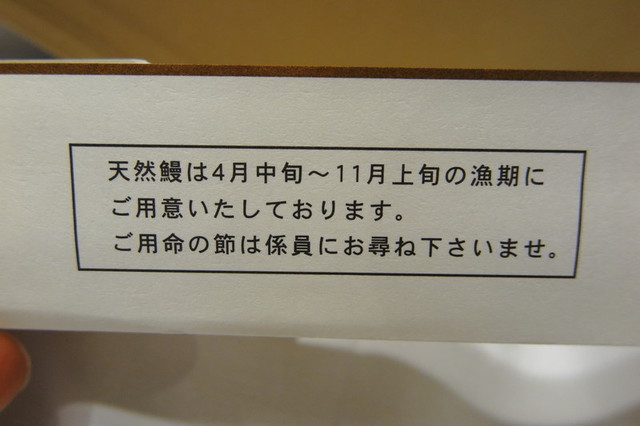 天然鰻は4月中旬～11月上旬の漁期に
ご用意いたしております。
ご用命の節は係員にお尋ね下さいませ。